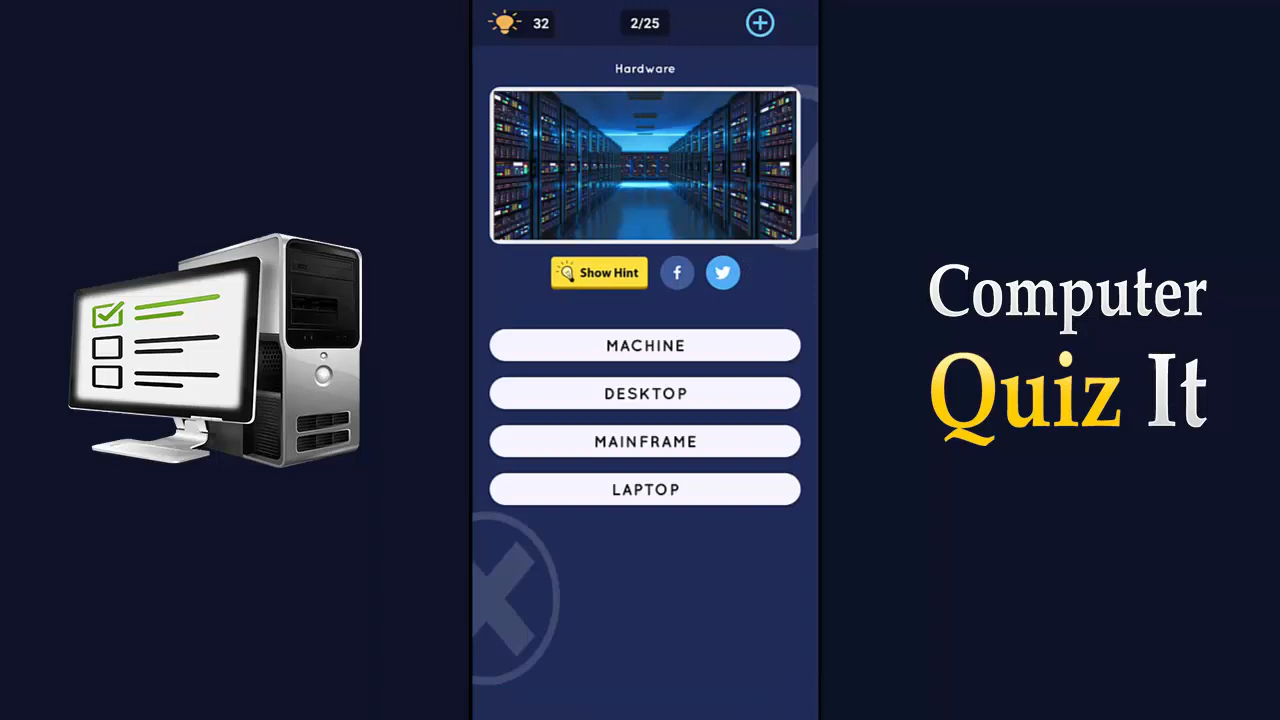 32
2/25
Hardware
Show Hint
f
MACHINE
DESKTOP
MAINFRAME
LAPTOP
Computer
Quiz It